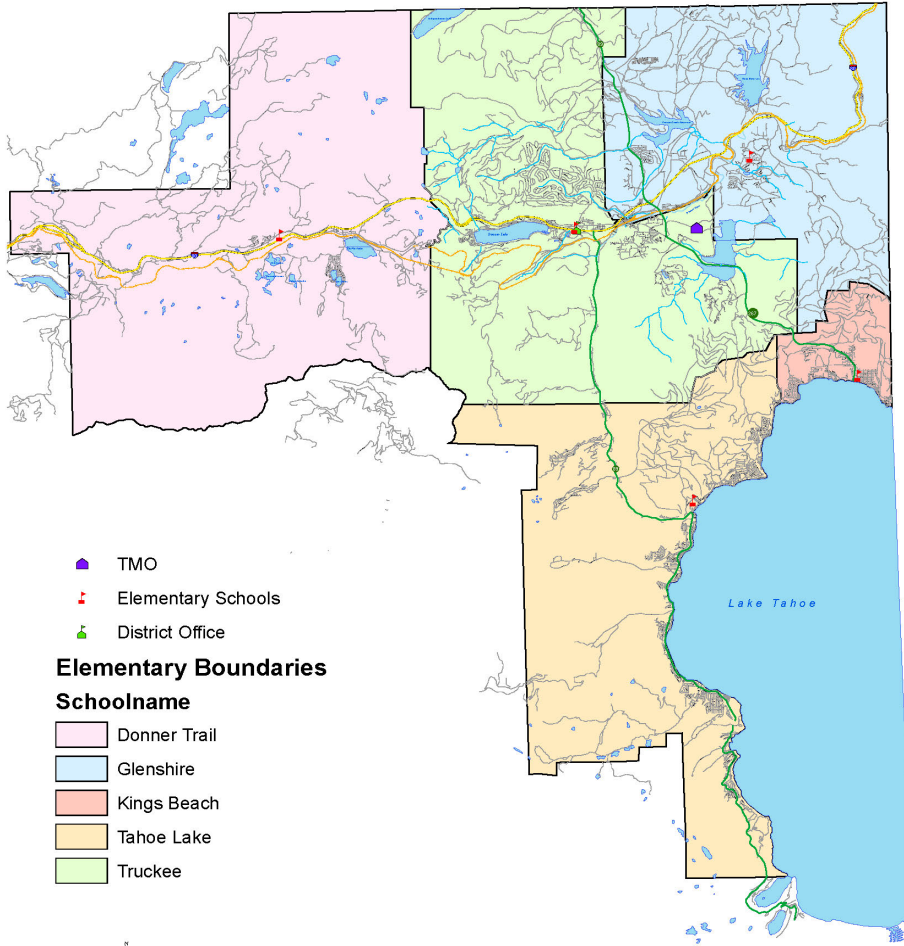 Lake Tahoe
TMO
Elementary Schools
District Office
Elementary Boundaries
Schoolname
Donner Trail
Glenshire
Kings Beach
Tahoe Lake
Truckee
N